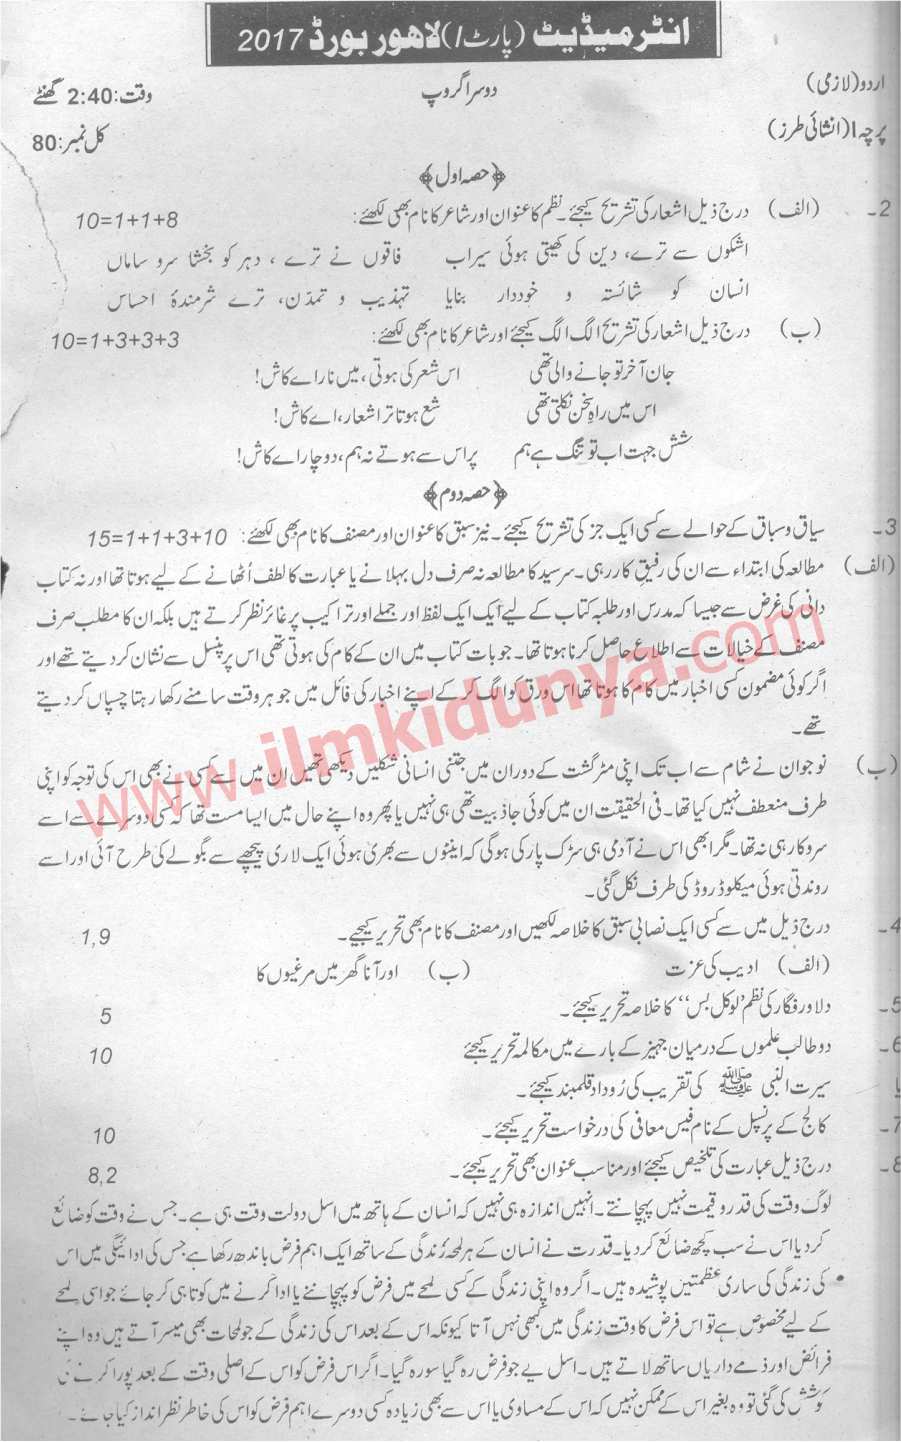 انٹر میڈیٹ (پارٹ I) لاہور بورڈ 2017
اردو (لازمی) دوسرا گروپ وقت: 2:40 گھنٹے
پرچہ I (انشائی طرز) کل نمبر: 80
﴿حصہ اول﴾
2۔ (الف) درج ذیل اشعار کی تشریح کیجئے۔ نظم کا عنوان اور شاعر کا نام بھی لکھئے: 10=1+1+8
اشکوں سے ترے، دین کی کھیتی ہوئی سیراب فاقوں نے ترے ، دہر کو بخشا سر و ساماں
انسان کو شائستہ و خوددار بنایا تہذیب و تمدّن، ترے شرمندۂ احساس
(ب) درج ذیل اشعار کی تشریح الگ الگ کیجئے اور شاعر کا نام بھی لکھئے: 10=1+3+3+3
جان آخر تو جانے والی تھی اس شعر کی ہوتی ، میں نارا ے کاش!
اس میں راہِ سخن نکلتی تھی شع ہوتا تر اشعار، اے کاش!
شش جہت اب تو تنگ ہے ہم پر اس سے ہوتے نہ ہم، دو چار اے کاش!
﴿حصہ دوم﴾
3۔ سیاق و سباق کے حوالے سے کسی ایک جز کی تشریح کیجئے۔ نیز سبق کا عنوان اور مصنف کا نام بھی لکھئے: 15=1+1+3+10
(الف) مطالعہ کی ابتداء سے ان کی رفیقِ کار رہی۔ سرسید کا مطالعہ نہ صرف دل بہلانے یا عبارت کا لطف اُٹھانے کے لیے ہوتا تھا اور نہ کتاب
دانی کی غرض سے جیسا کہ مدرس اور طلبہ کتاب کے لیے ایک ایک لفظ اور جملے اور تراکیب پر غائر نظر کرتے ہیں بلکہ ان کا مطلب صرف
مصنف کے خیالات سے اطلاع حاصل کرنا ہوتا تھا۔ جو بات کتاب میں ان کے کام کی ہوتی تھی اس پر پنسل سے نشان کر دیتے تھے اور
اگر کوئی مضمون کسی اخبار میں کام کا ہوتا تھا اس ورق کو الگ کر کے اپنے اخبار کی فائل میں جو ہر وقت سامنے رکھا رہتا چسپاں کر دیتے
تھے۔
(ب) نوجوان نے شام سے اب تک اپنی مٹرگشت کے دوران میں جتنی انسانی شکلیں دیکھی تھیں ان میں سے کسی نے بھی اس کی توجہ کو اپنی
طرف منعطف نہیں کیا تھا۔ فی الحقیقت ان میں کوئی جاذبیت تھی ہی نہیں یا پھر وہ اپنے حال میں ایسا مست تھا کہ کسی دوسرے سے اسے
سروکار ہی نہ تھا۔ مگر ابھی اس نے آدمی ہی سڑک پار کی ہوگی کہ اینٹوں سے بھری ہوئی ایک لاری پیچھے سے بگولے کی طرح آئی اور اسے
روندتی ہوئی میکلوڈ روڈ کی طرف نکل گئی۔
4۔ درج ذیل میں سے کسی ایک نصابی سبق کا خلاصہ لکھیں اور مصنف کا نام بھی تحریر کیجیے۔ 1,9
(الف) ادیب کی عزت (ب) اور آنا گھر میں مرغیوں کا
5۔ دلاور فگار کی نظم ''لوکل بس'' کا خلاصہ تحریر کیجئے۔ 5
6۔ دو طالب علموں کے درمیان جہیز کے بارے میں مکالمہ تحریر کیجئے 10
یا سیرت النبی ﷺ کی تقریب کی رُوداد قلمبند کیجئے۔
7۔ کالج کے پرنسپل کے نام فیس معافی کی درخواست تحریر کیجئے۔ 10
8۔ درج ذیل عبارت کی تلخیص کیجئے اور مناسب عنوان بھی تحریر کیجئے۔ 8,2
لوگ وقت کی قدر و قیمت نہیں پہچانتے۔ انہیں اندازہ ہی نہیں کہ انسان کے ہاتھ میں اسل دولت وقت ہی ہے۔ جس نے وقت کو ضائع
کر دیا اس نے سب کچھ ضائع کر دیا۔ قدرت نے انسان کے ہر لمحۂ زندگی کے ساتھ ایک اہم فرض باندھ رکھا ہے جس کی ادائیگی میں اس
کی زندگی کی ساری عظمتیں پوشیدہ ہیں۔ اگر وہ اپنی زندگی کے کسی لمحے میں فرض کو پہچاننے یا ادا کرنے میں کوتاہی کر جائے جو اسی لمحے
کے لیے مخصوص ہے تو اس فرض کا وقت زندگی میں کبھی نہیں آتا کیونکہ اس کے بعد اس کی زندگی کے جو لمحات بھی میسر آتے ہیں وہ اپنے
فرائض اور ذمے داریاں ساتھ لاتے ہیں۔ اسل یے جو فرض رہ گیا سو رہ گیا۔ اگر اس فرض کو اس کے اصلی وقت کے بعد پورا کرنے کی
کوشش کی گئی تو وہ بغیر اس کے ممکن نہیں کہ اس کے مساوی یا اس سے بھی زیادہ کسی دوسرے اہم فرض کو اس کی خاطر نظر انداز کیا جائے۔
www.ilmkidunya.com